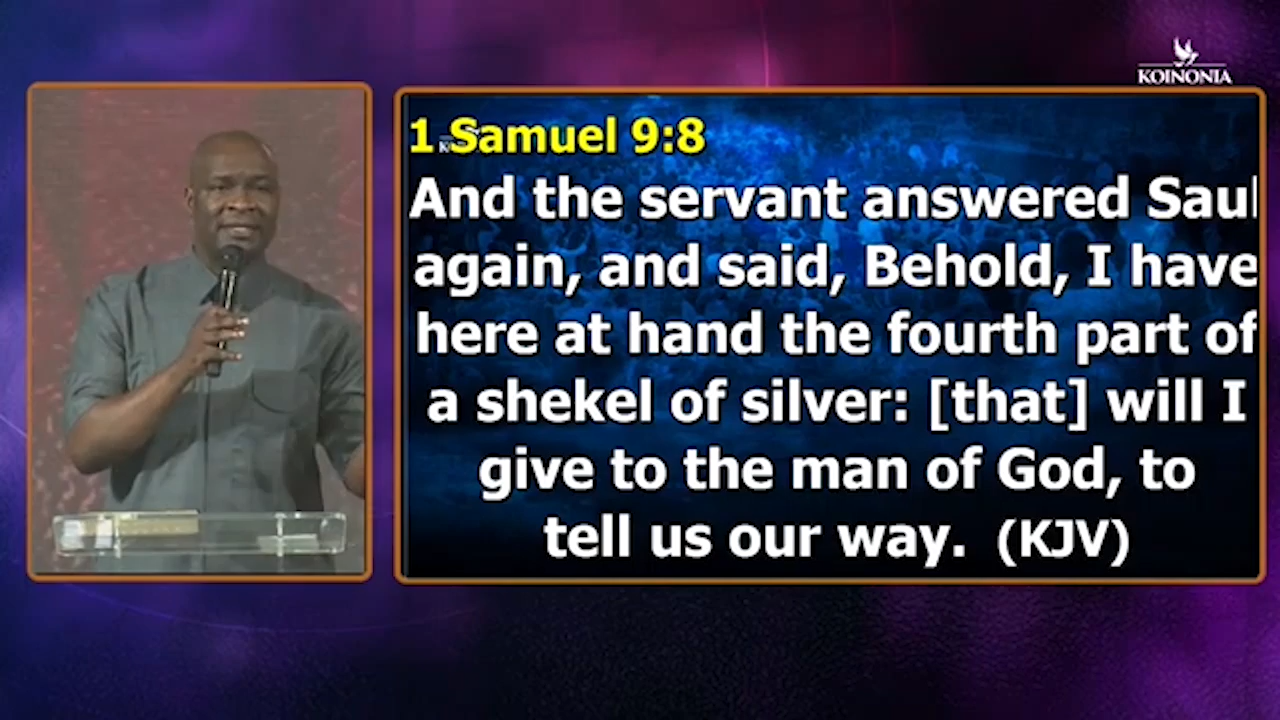 KOINONIA
1 Samuel 9:8
And the servant answered Saul
again, and said, Behold, I have
here at hand the fourth part of
a shekel of silver: [that] will I
give to the man of God, to
tell us our way. (KJV)